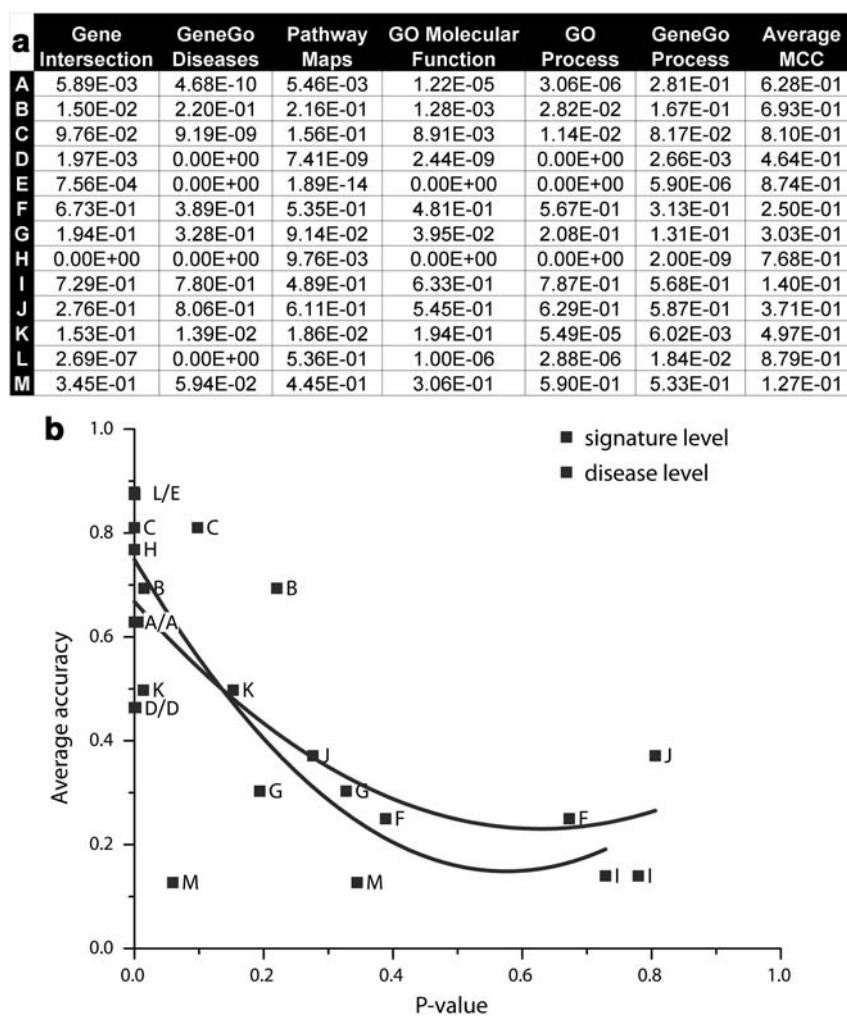 a
Gene Intersection GeneGo Diseases Pathway Maps GO Molecular Function GO Process GeneGo Process Average MCC
A 5.89E-03 4.68E-10 5.46E-03 1.22E-05 3.06E-06 2.81E-01 6.28E-01
B 1.50E-02 2.20E-01 2.16E-01 1.28E-03 2.82E-02 1.67E-01 6.93E-01
C 9.76E-02 9.19E-09 1.56E-01 8.91E-03 1.14E-02 8.17E-02 8.10E-01
D 1.97E-03 0.00E+00 7.41E-09 2.44E-09 0.00E+00 2.66E-03 4.64E-01
E 7.56E-04 0.00E+00 1.89E-14 0.00E+00 0.00E+00 5.90E-06 8.74E-01
F 6.73E-01 3.89E-01 5.35E-01 4.81E-01 5.67E-01 3.13E-01 2.50E-01
G 1.94E-01 3.28E-01 9.14E-02 3.95E-02 2.08E-01 1.31E-01 3.03E-01
H 0.00E+00 0.00E+00 9.76E-03 0.00E+00 0.00E+00 2.00E-09 7.68E-01
I 7.29E-01 7.80E-01 4.89E-01 6.33E-01 7.87E-01 5.68E-01 1.40E-01
J 2.76E-01 8.06E-01 6.11E-01 5.45E-01 6.29E-01 5.87E-01 3.71E-01
K 1.53E-01 1.39E-02 1.86E-02 1.94E-01 5.49E-05 6.02E-03 4.97E-01
L 2.69E-07 0.00E+00 5.36E-01 1.00E-06 2.88E-06 1.84E-02 8.79E-01
M 3.45E-01 5.94E-02 4.45E-01 3.06E-01 5.90E-01 5.33E-01 1.27E-01
b
1.0
signature level
disease level
L/E
0.8
C C
H
B B
0.6
A/A
K K
D/D
0.4
J J
G G
F F
0.2
M M
I I
0.0
Average accuracy
0.0 0.2 0.4 0.6 0.8 1.0
P-value